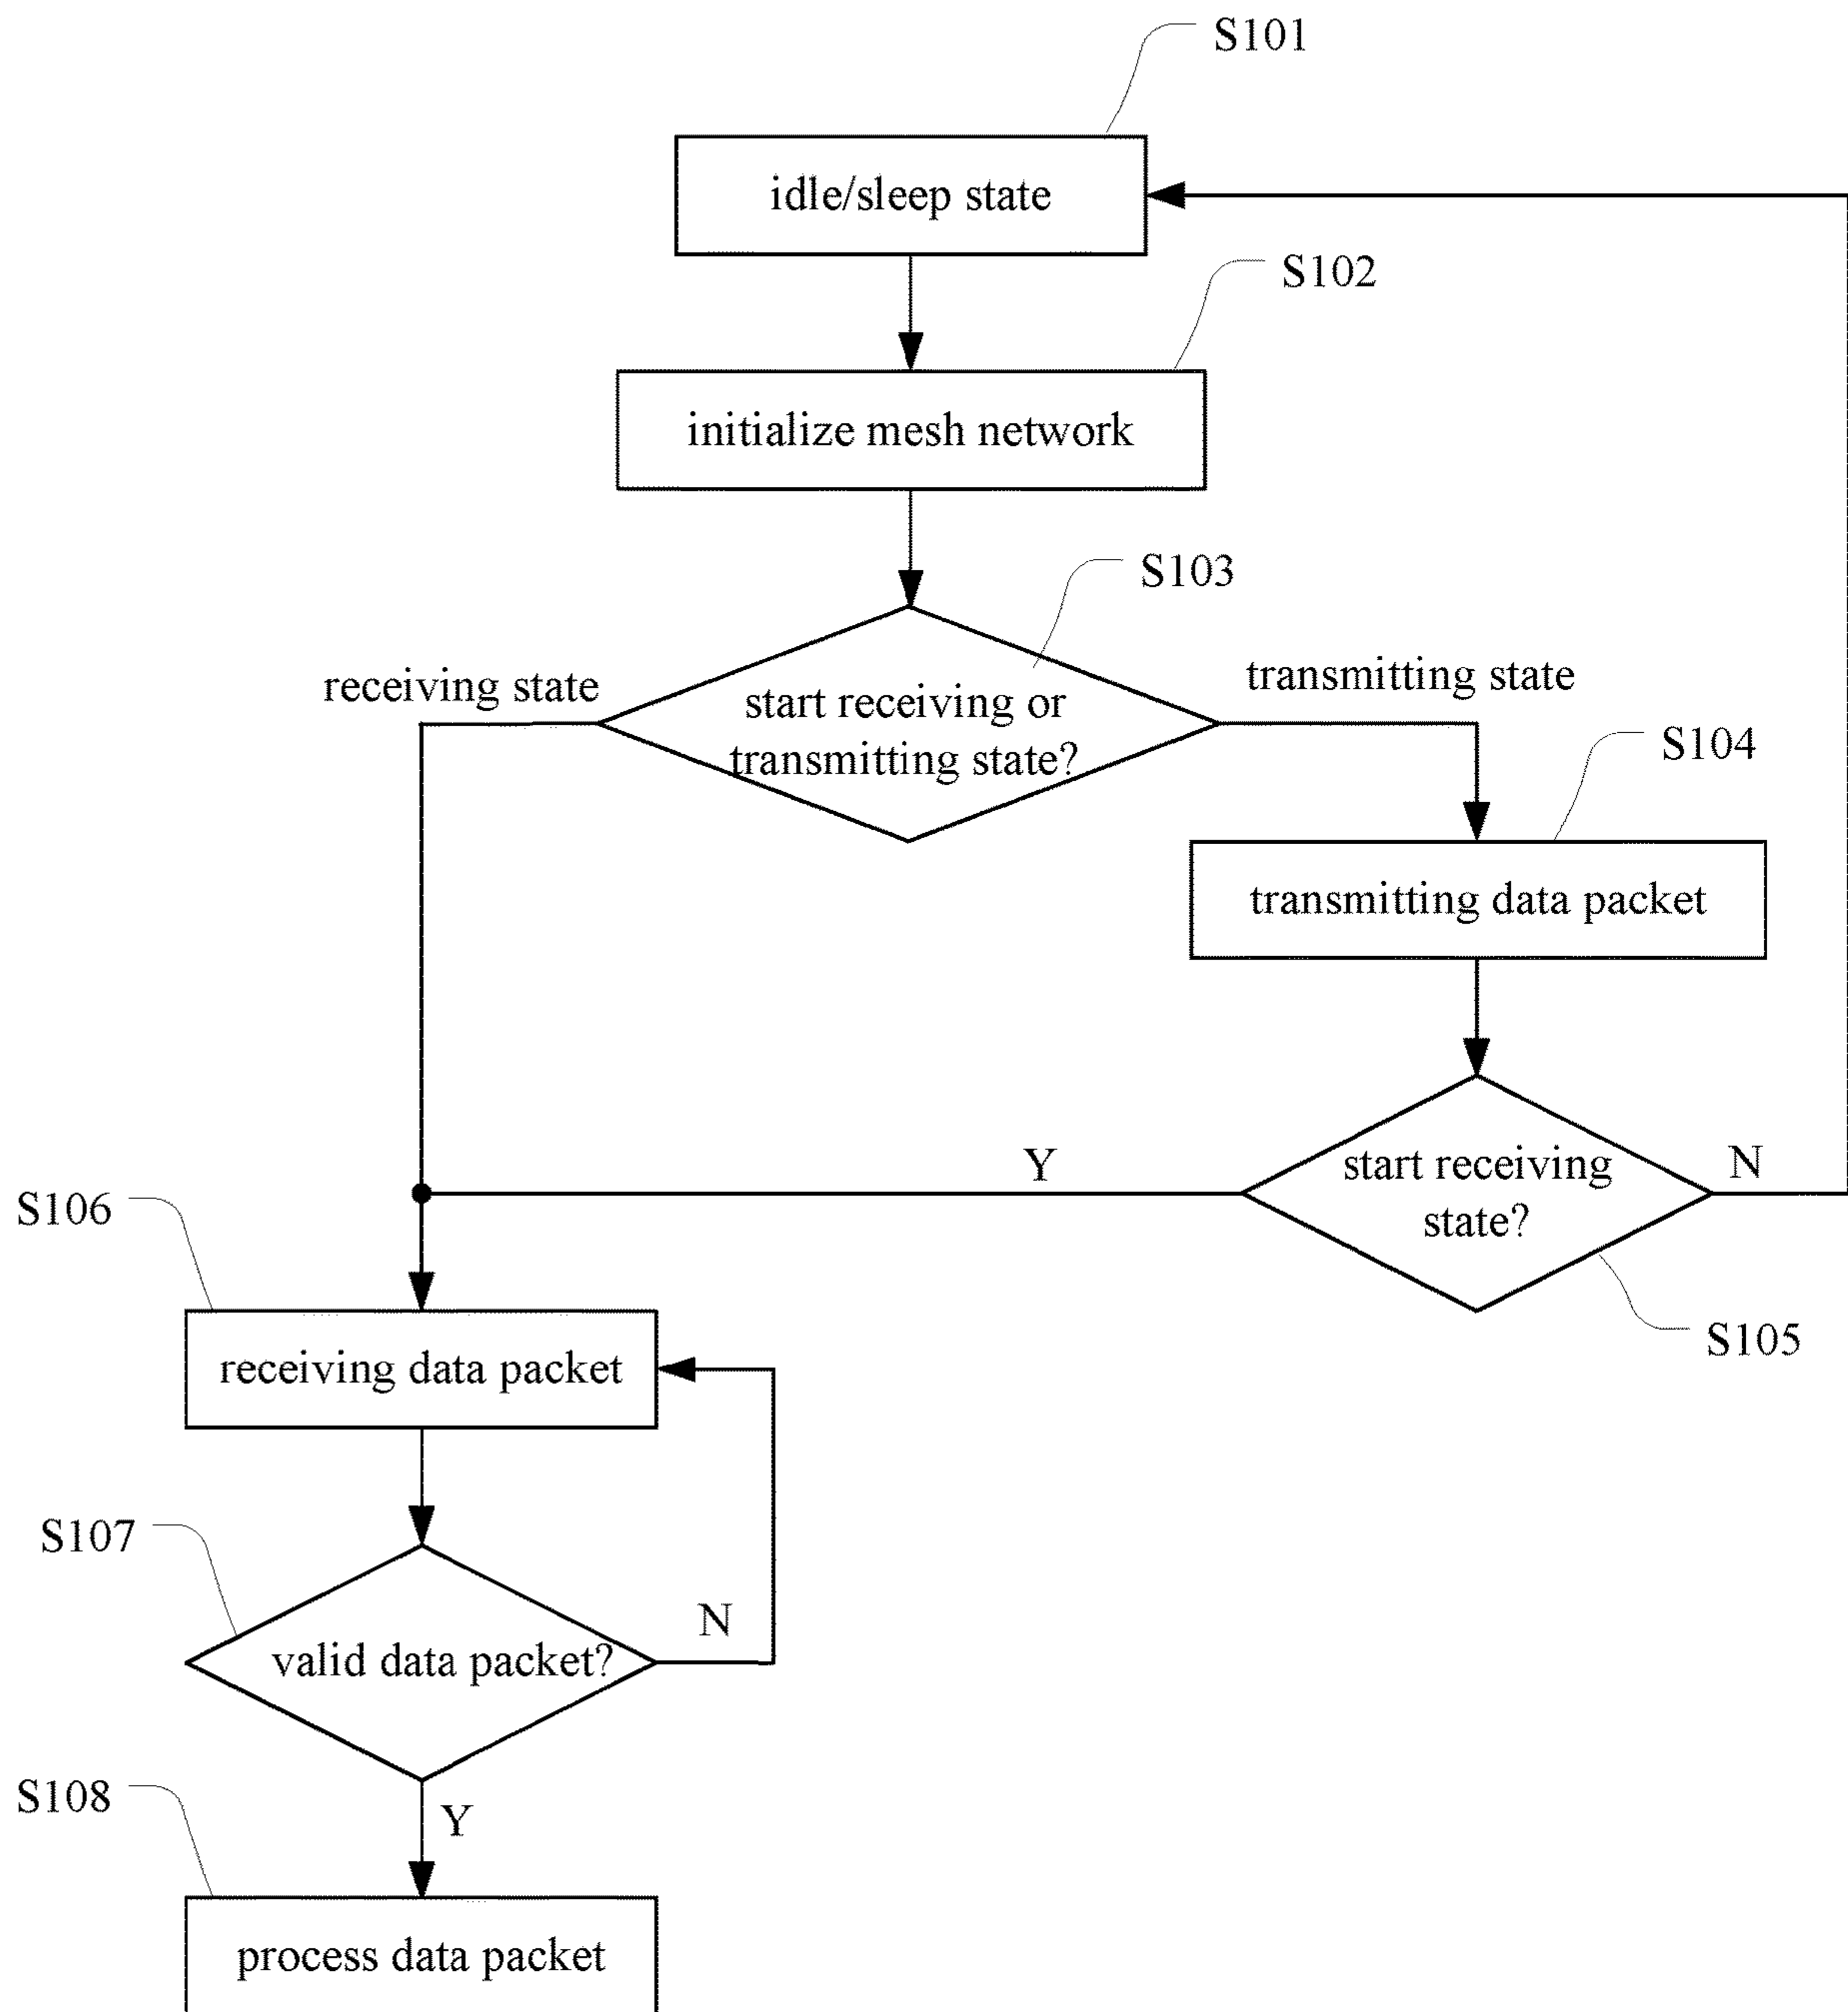 S101
idle/sleep state
S102
initialize mesh network
S103
receiving state
transmitting state
start receiving or
transmitting state?
S104
transmitting data packet
Y
start receiving
state?
N
S105
S106
receiving data packet
S107
N
valid data packet?
S108
Y
process data packet